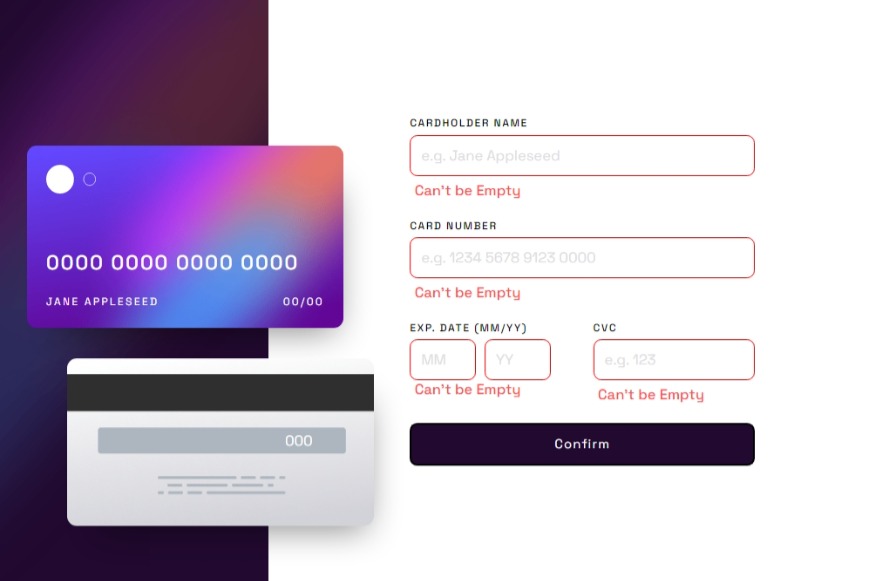 0000 0000 0000 0000
JANE APPLESEED 00/00
000
CARDHOLDER NAME
e.g. Jane Appleseed
Can't be Empty
CARD NUMBER
e.g. 1234 5678 9123 0000
Can't be Empty
EXP. DATE (MM/YY) CVC
MM YY e.g. 123
Can't be Empty Can't be Empty
Confirm